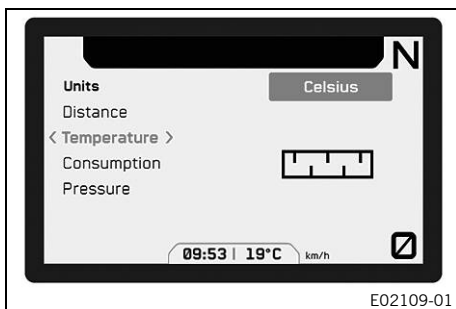 N
Units
Celsius
Distance
< Temperature >
Consumption
Pressure
09:53 | 19°C km/h
E02109-01